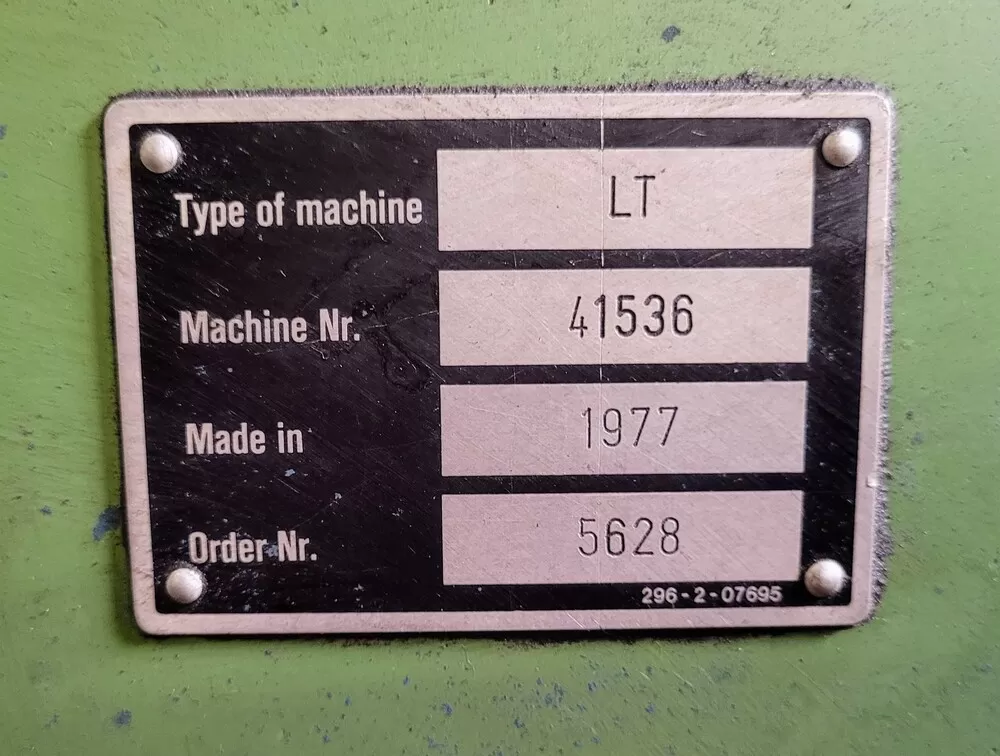 Type of machine LT
Machine Nr. 41536
Made in 1977
Order Nr. 5628
296-2-07695